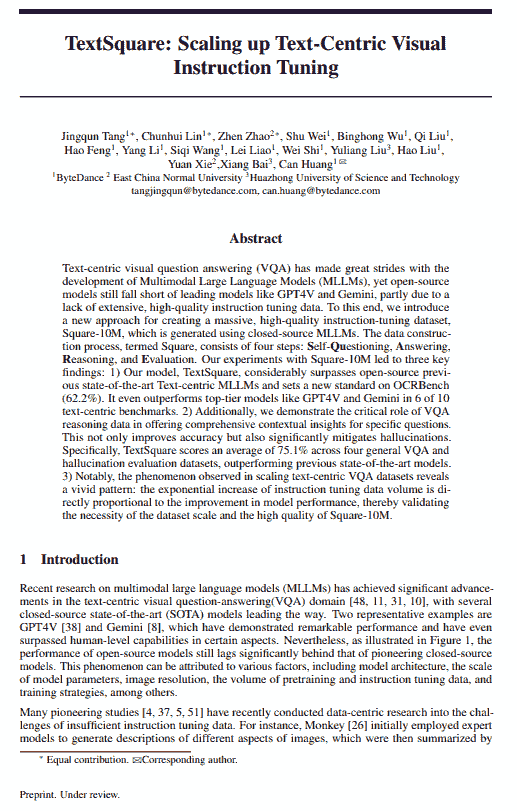 TextSquare: Scaling up Text-Centric Visual
Instruction Tuning
Jingqun Tang1*, Chunhui Lin1*, Zhen Zhao2*, Shu Wei1, Binghong Wu1, Qi Liu1,
Hao Feng1, Yang Li1, Siqi Wang1, Lei Liao1, Wei Shi1, Yuliang Liu3, Hao Liu1,
Yuan Xie2,Xiang Bai3, Can Huang1✉
1ByteDance 2 East China Normal University 3Huazhong University of Science and Technology
tangjingqun@bytedance.com, can.huang@bytedance.com
Abstract
Text-centric visual question answering (VQA) has made great strides with the
development of Multimodal Large Language Models (MLLMs), yet open-source
models still fall short of leading models like GPT4V and Gemini, partly due to a
lack of extensive, high-quality instruction tuning data. To this end, we introduce
a new approach for creating a massive, high-quality instruction-tuning dataset,
Square-10M, which is generated using closed-source MLLMs. The data construc-
tion process, termed Square, consists of four steps: Self-Questioning, Answering,
Reasoning, and Evaluation. Our experiments with Square-10M led to three key
findings: 1) Our model, TextSquare, considerably surpasses open-source previ-
ous state-of-the-art Text-centric MLLMs and sets a new standard on OCRBench
(62.2%). It even outperforms top-tier models like GPT4V and Gemini in 6 of 10
text-centric benchmarks. 2) Additionally, we demonstrate the critical role of VQA
reasoning data in offering comprehensive contextual insights for specific questions.
This not only improves accuracy but also significantly mitigates hallucinations.
Specifically, TextSquare scores an average of 75.1% across four general VQA and
hallucination evaluation datasets, outperforming previous state-of-the-art models.
3) Notably, the phenomenon observed in scaling text-centric VQA datasets reveals
a vivid pattern: the exponential increase of instruction tuning data volume is di-
rectly proportional to the improvement in model performance, thereby validating
the necessity of the dataset scale and the high quality of Square-10M.
1 Introduction
Recent research on multimodal large language models (MLLMs) has achieved significant advance-
ments in the text-centric visual question-answering(VQA) domain [48, 11, 31, 10], with several
closed-source state-of-the-art (SOTA) models leading the way. Two representative examples are
GPT4V [38] and Gemini [8], which have demonstrated remarkable performance and have even
surpassed human-level capabilities in certain aspects. Nevertheless, as illustrated in Figure 1, the
performance of open-source models still lags significantly behind that of pioneering closed-source
models. This phenomenon can be attributed to various factors, including model architecture, the scale
of model parameters, image resolution, the volume of pretraining and instruction tuning data, and
training strategies, among others.
Many pioneering studies [4, 37, 5, 51] have recently conducted data-centric research into the chal-
lenges of insufficient instruction tuning data. For instance, Monkey [26] initially employed expert
models to generate descriptions of different aspects of images, which were then summarized by
* Equal contribution. ✉Corresponding author.
Preprint. Under review.